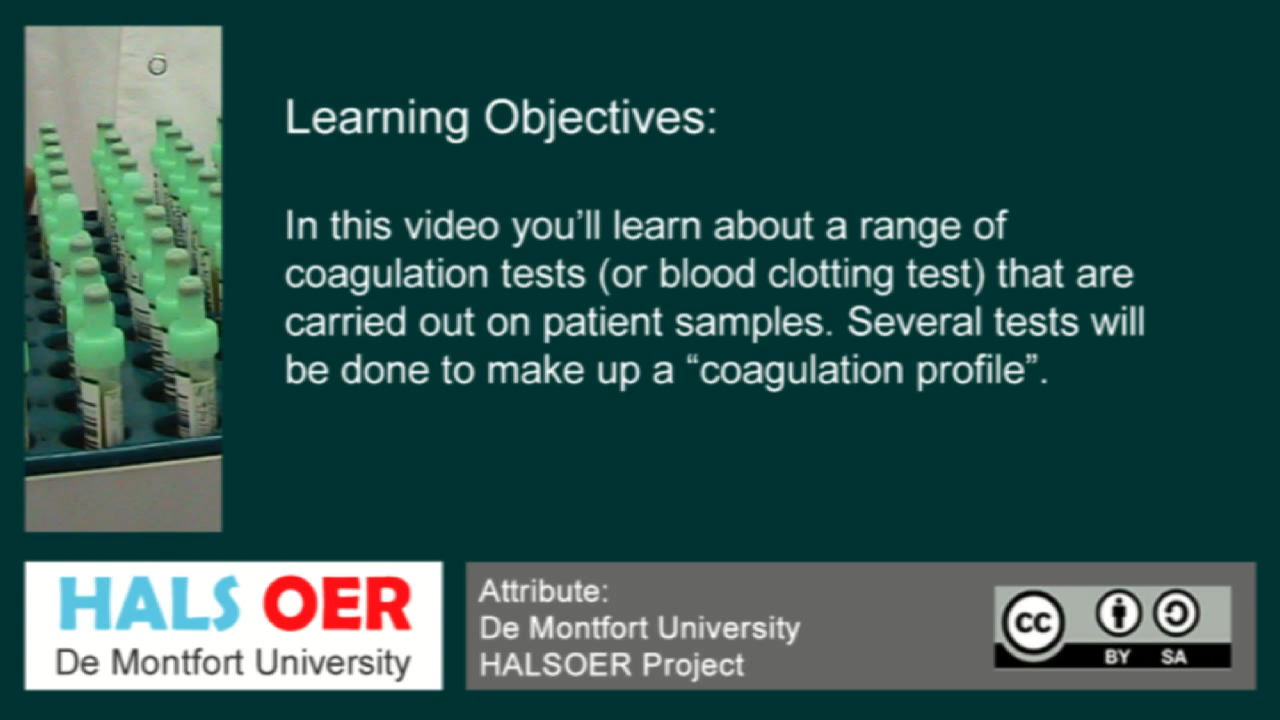 Learning Objectives:
In this video you’ll learn about a range of
coagulation tests (or blood clotting test) that are
carried out on patient samples. Several tests will
be done to make up a “coagulation profile”.
HALS OER
De Montfort University
Attribute:
De Montfort University
HALSOER Project
CC
BY SA